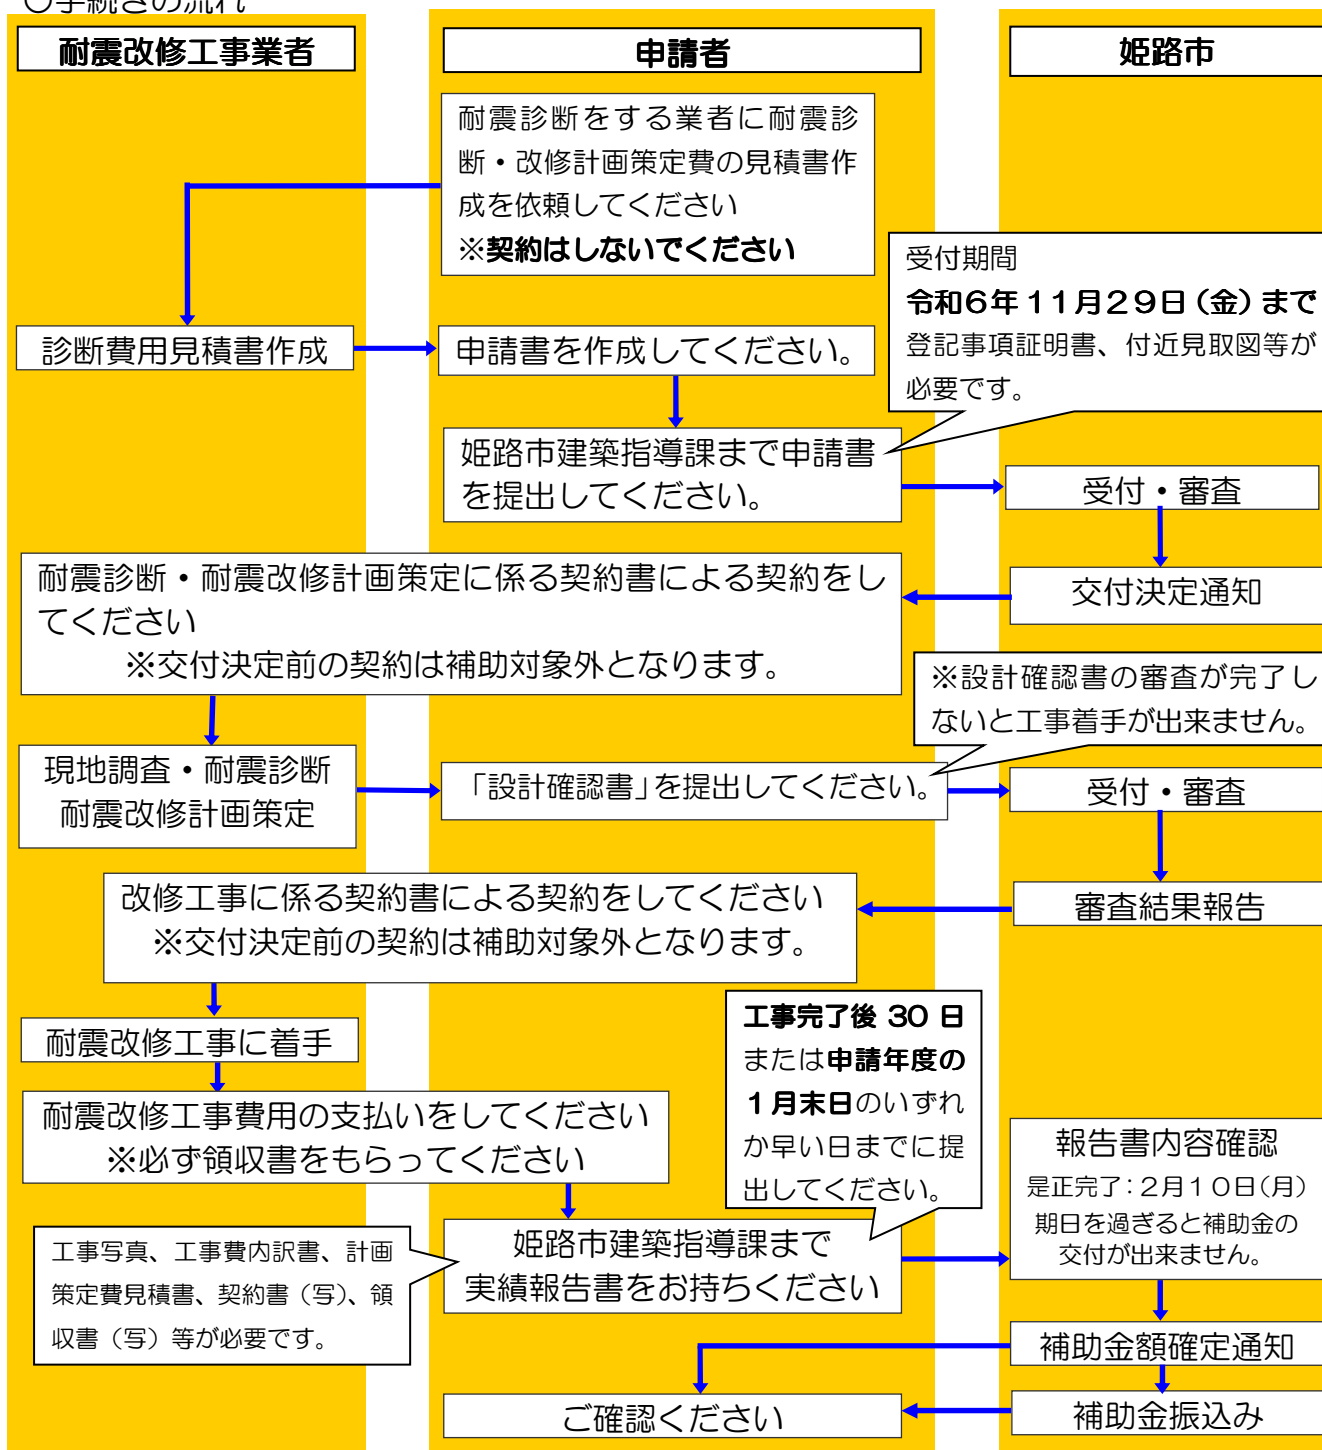 〇手続きの流れ
耐震改修工事業者
申請者
姫路市
耐震診断をする業者に耐震診
断・改修計画策定費の見積書作
成を依頼してください
※契約はしないでください
受付期間
令和6年11月29日(金)まで
登記事項証明書、付近見取図等が
必要です。
診断費用見積書作成
申請書を作成してください。
姫路市建築指導課まで申請書
を提出してください。
受付・審査
交付決定通知
耐震診断・耐震改修計画策定に係る契約書による契約をし
てください
※交付決定前の契約は補助対象外となります。
※設計確認書の審査が完了し
ないと工事着手が出来ません。
現地調査・耐震診断
耐震改修計画策定
「設計確認書」を提出してください。
受付・審査
審査結果報告
改修工事に係る契約書による契約をしてください
※交付決定前の契約は補助対象外となります。
耐震改修工事に着手
耐震改修工事費用の支払いをしてください
※必ず領収書をもらってください
工事完了後 30 日
または申請年度の
1月末日のいずれ
か早い日までに提
出してください。
姫路市建築指導課まで
実績報告書をお持ちください
工事写真、工事費内訳書、計画
策定費見積書、契約書(写)、領
収書(写)等が必要です。
報告書内容確認
是正完了:2月10日(月)
期日を過ぎると補助金の
交付が出来ません。
補助金額確定通知
補助金振込み
ご確認ください